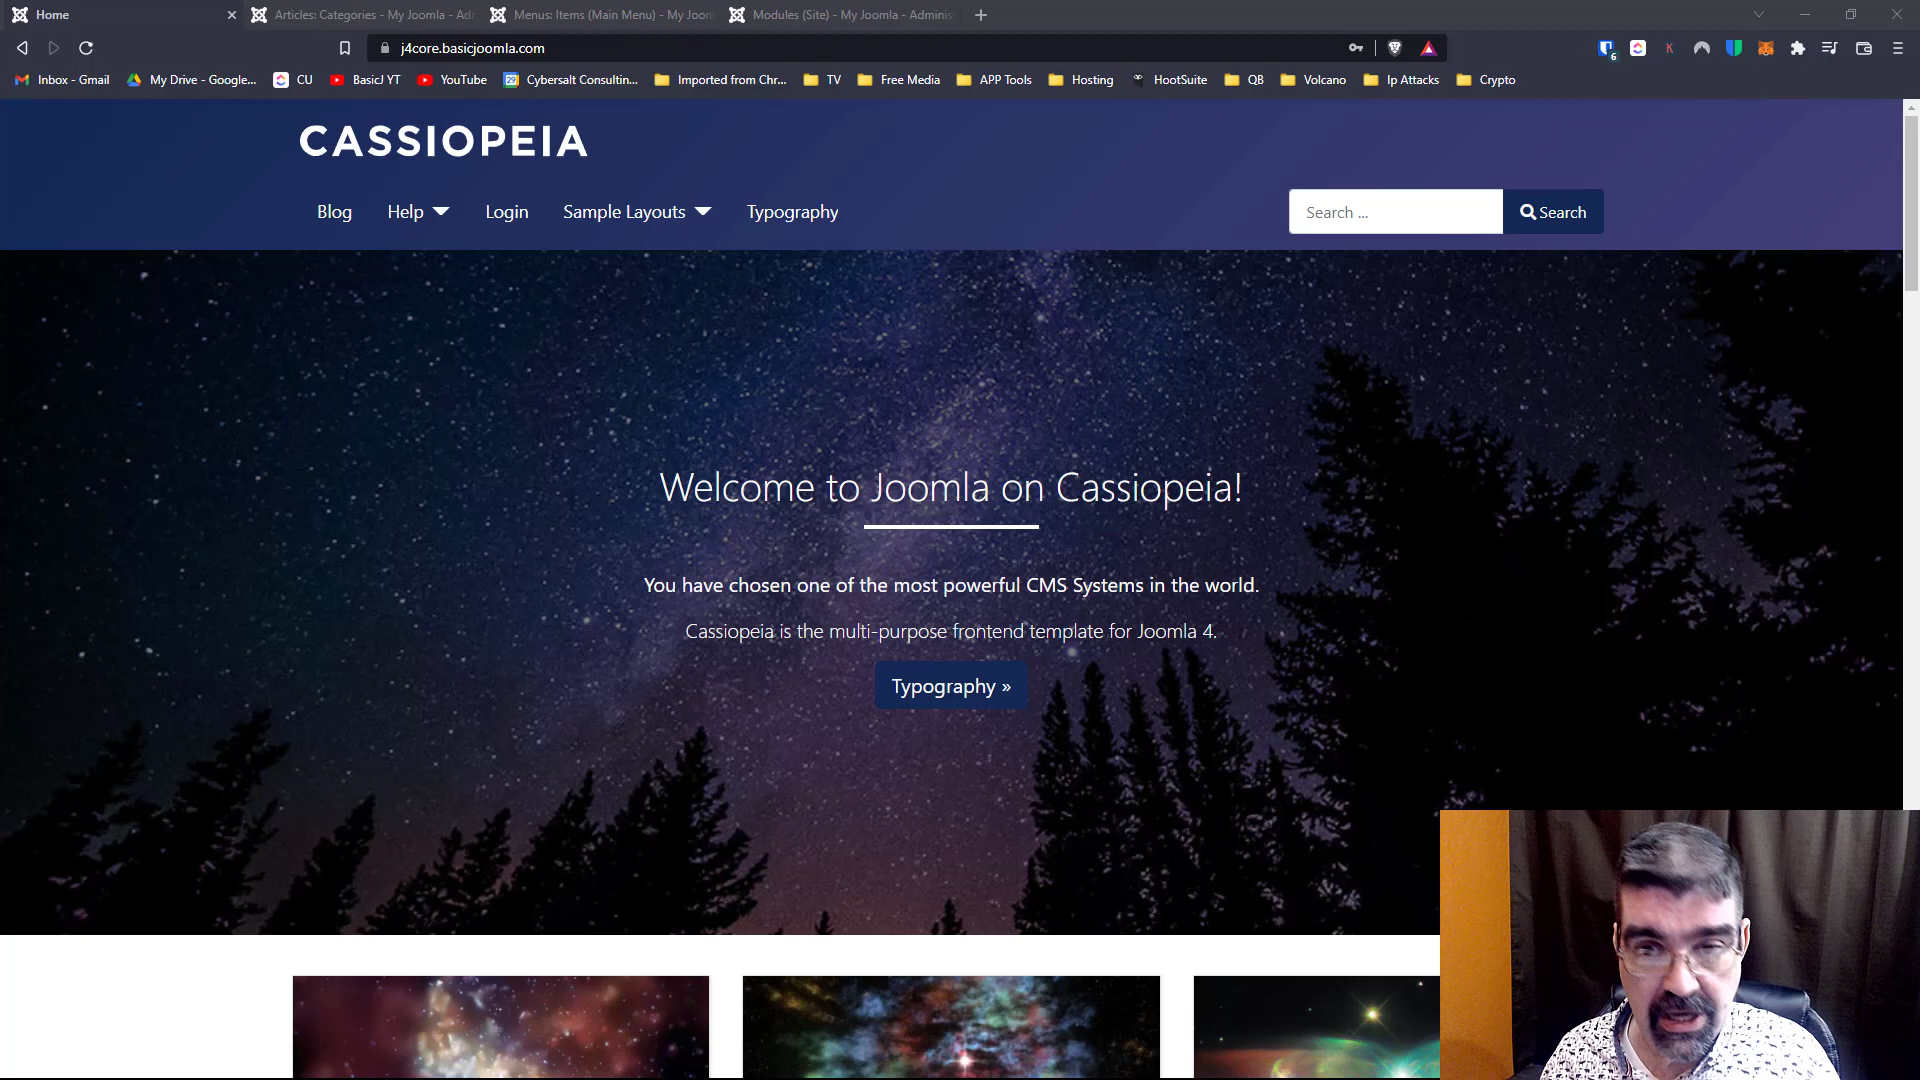 Home
Articles: Categories - My Joomla - Adr
Menus: Items (Main Menu) - My Joom
Modules (Site) - My Joomla - Adminis
j4core.basicjoomla.com
6
Inbox - Gmail
My Drive - Google...
CU
BasicJ YT
YouTube
29
Cybersalt Consultin...
Imported from Chr...
TV
Free Media
APP Tools
Hosting
HootSuite
QB
Volcano
Ip Attacks
Crypto
CASSIOPEIA
Blog
Help
Login
Sample Layouts
Typography
Search ...
Search
Welcome to Joomla on Cassiopeia!
You have chosen one of the most powerful CMS Systems in the world.
Cassiopeia is the multi-purpose frontend template for Joomla 4.
Typography »